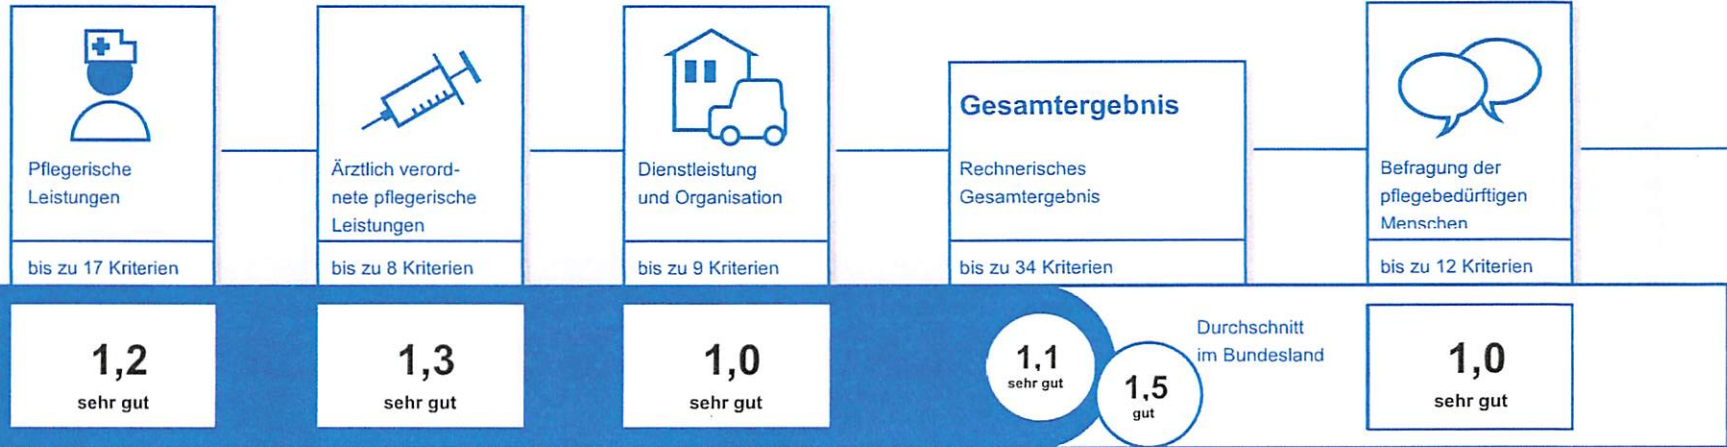 Pflegerische
Leistungen
bis zu 17 Kriterien
1,2
sehr gut
Ärztlich verord-
nete pflegerische
Leistungen
bis zu 8 Kriterien
1,3
sehr gut
Dienstleistung
und Organisation
bis zu 9 Kriterien
1,0
sehr gut
Gesamtergebnis
Rechnerisches
Gesamtergebnis
bis zu 34 Kriterien
1,1
sehr gut
1,5
gut
Durchschnitt
im Bundesland
Befragung der
pflegebedürftigen
Menschen
bis zu 12 Kriterien
1,0
sehr gut